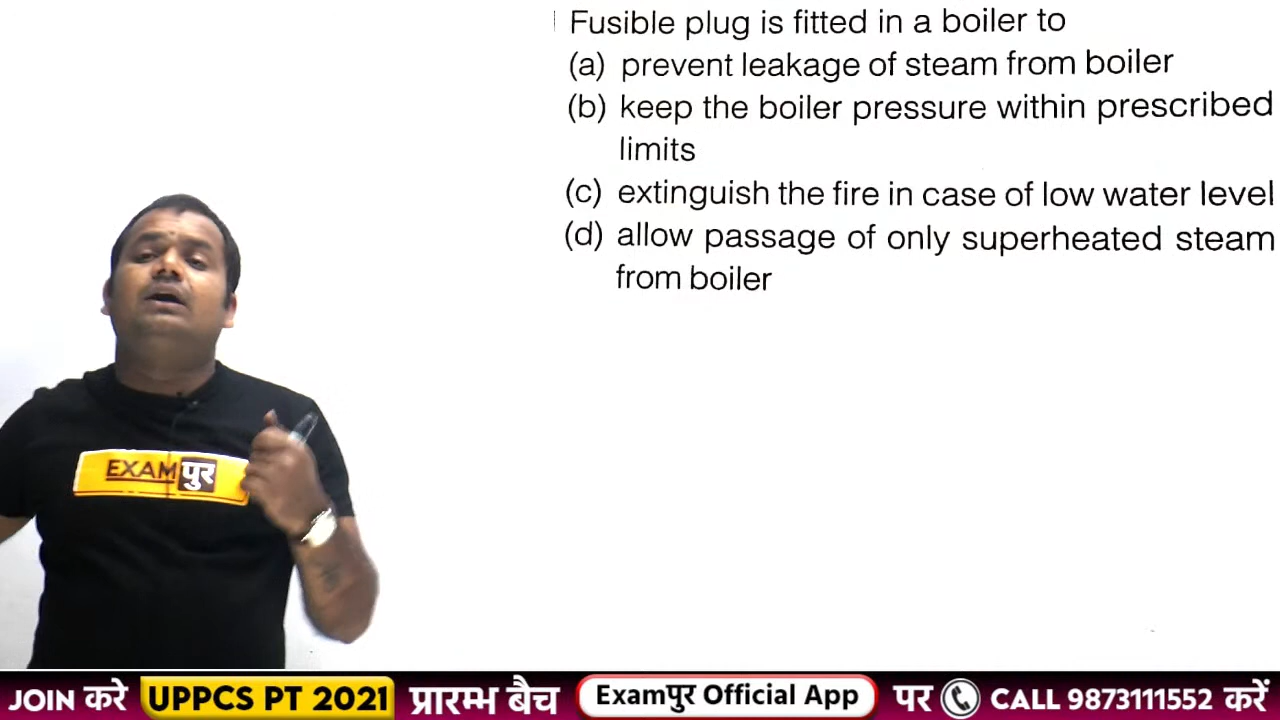 Fusible plug is fitted in a boiler to
(a) prevent leakage of steam from boiler
(b) keep the boiler pressure within prescribed
limits
(c) extinguish the fire in case of low water level
(d) allow passage of only superheated steam
from boiler
EXAMपुर
JOIN करे UPPCS PT 2021 प्रारम्भ बैच Examपुर Official App पर CALL 9873111552 करें